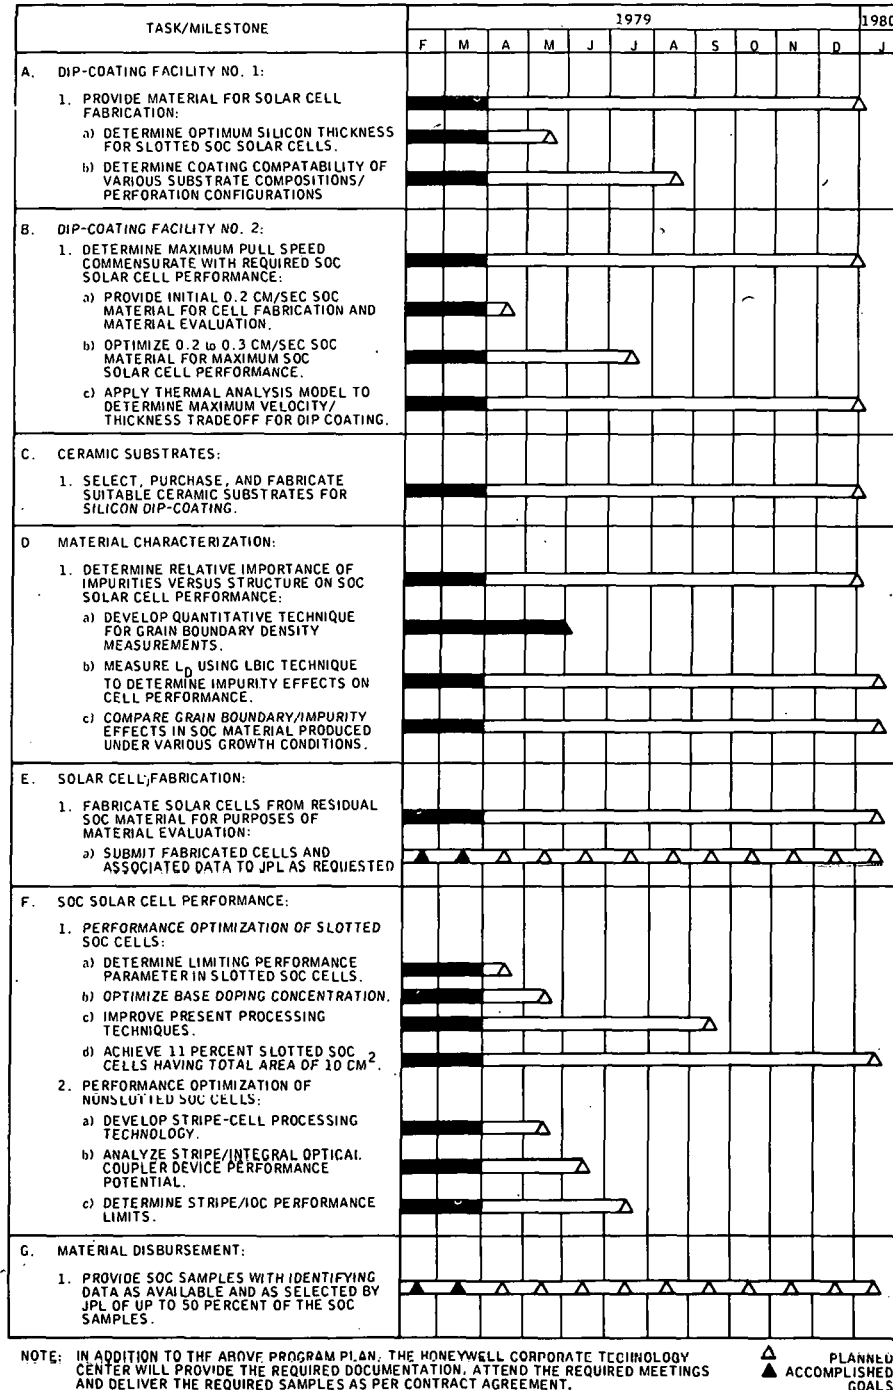 TASK/MILESTONE
1979
1980
F M A M J J A S O N D J
A. DIP-COATING FACILITY NO. 1:
1. PROVIDE MATERIAL FOR SOLAR CELL
FABRICATION:
a) DETERMINE OPTIMUM SILICON THICKNESS
FOR SLOTTED SOC SOLAR CELLS.
b) DETERMINE COATING COMPATABILITY OF
VARIOUS SUBSTRATE COMPOSITIONS/
PERFORATION CONFIGURATIONS
B. DIP-COATING FACILITY NO. 2:
1. DETERMINE MAXIMUM PULL SPEED
COMMENSURATE WITH REQUIRED SOC
SOLAR CELL PERFORMANCE:
a) PROVIDE INITIAL 0.2 CM/SEC SOC
MATERIAL FOR CELL FABRICATION AND
MATERIAL EVALUATION.
b) OPTIMIZE 0.2 to 0.3 CM/SEC SOC
MATERIAL FOR MAXIMUM SOC
SOLAR CELL PERFORMANCE.
c) APPLY THERMAL ANALYSIS MODEL TO
DETERMINE MAXIMUM VELOCITY/
THICKNESS TRADEOFF FOR DIP COATING.
C. CERAMIC SUBSTRATES:
1. SELECT, PURCHASE, AND FABRICATE
SUITABLE CERAMIC SUBSTRATES FOR
SILICON DIP-COATING.
D MATERIAL CHARACTERIZATION:
1. DETERMINE RELATIVE IMPORTANCE OF
IMPURITIES VERSUS STRUCTURE ON SOC
SOLAR CELL PERFORMANCE:
a) DEVELOP QUANTITATIVE TECHNIQUE
FOR GRAIN BOUNDARY DENSITY
MEASUREMENTS.
b) MEASURE LD USING LBIC TECHNIQUE
TO DETERMINE IMPURITY EFFECTS ON
CELL PERFORMANCE.
c) COMPARE GRAIN BOUNDARY/IMPURITY
EFFECTS IN SOC MATERIAL PRODUCED
UNDER VARIOUS GROWTH CONDITIONS.
E. SOLAR CELL FABRICATION:
1. FABRICATE SOLAR CELLS FROM RESIDUAL
SOC MATERIAL FOR PURPOSES OF
MATERIAL EVALUATION:
a) SUBMIT FABRICATED CELLS AND
ASSOCIATED DATA TO JPL AS REQUESTED
F. SOC SOLAR CELL PERFORMANCE:
1. PERFORMANCE OPTIMIZATION OF SLOTTED
SOC CELLS:
a) DETERMINE LIMITING PERFORMANCE
PARAMETER IN SLOTTED SOC CELLS.
b) OPTIMIZE BASE DOPING CONCENTRATION.
c) IMPROVE PRESENT PROCESSING
TECHNIQUES.
d) ACHIEVE 11 PERCENT SLOTTED SOC
CELLS HAVING TOTAL AREA OF 10 CM2.
2. PERFORMANCE OPTIMIZATION OF
NONSLOTTED SOC CELLS:
a) DEVELOP STRIPE-CELL PROCESSING
TECHNOLOGY.
b) ANALYZE STRIPE/INTEGRAL OPTICAL
COUPLER DEVICE PERFORMANCE
POTENTIAL.
c) DETERMINE STRIPE/IOC PERFORMANCE
LIMITS.
G. MATERIAL DISBURSEMENT:
1. PROVIDE SOC SAMPLES WITH IDENTIFYING
DATA AS AVAILABLE AND AS SELECTED BY
JPL OF UP TO 50 PERCENT OF THE SOC
SAMPLES.
NOTE: IN ADDITION TO THE ABOVE PROGRAM PLAN, THE HONEYWELL CORPORATE TECHNOLOGY
CENTER WILL PROVIDE THE REQUIRED DOCUMENTATION, ATTEND THE REQUIRED MEETINGS
AND DELIVER THE REQUIRED SAMPLES AS PER CONTRACT AGREEMENT.
△ PLANNED
▲ ACCOMPLISHED
GOALS